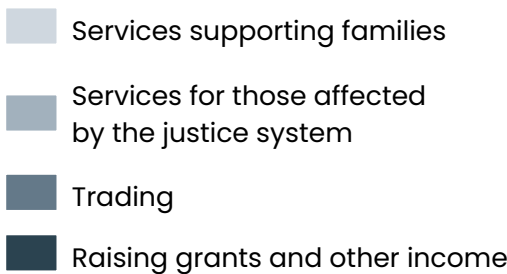 Services supporting families
Services for those affected
by the justice system
Trading
Raising grants and other income